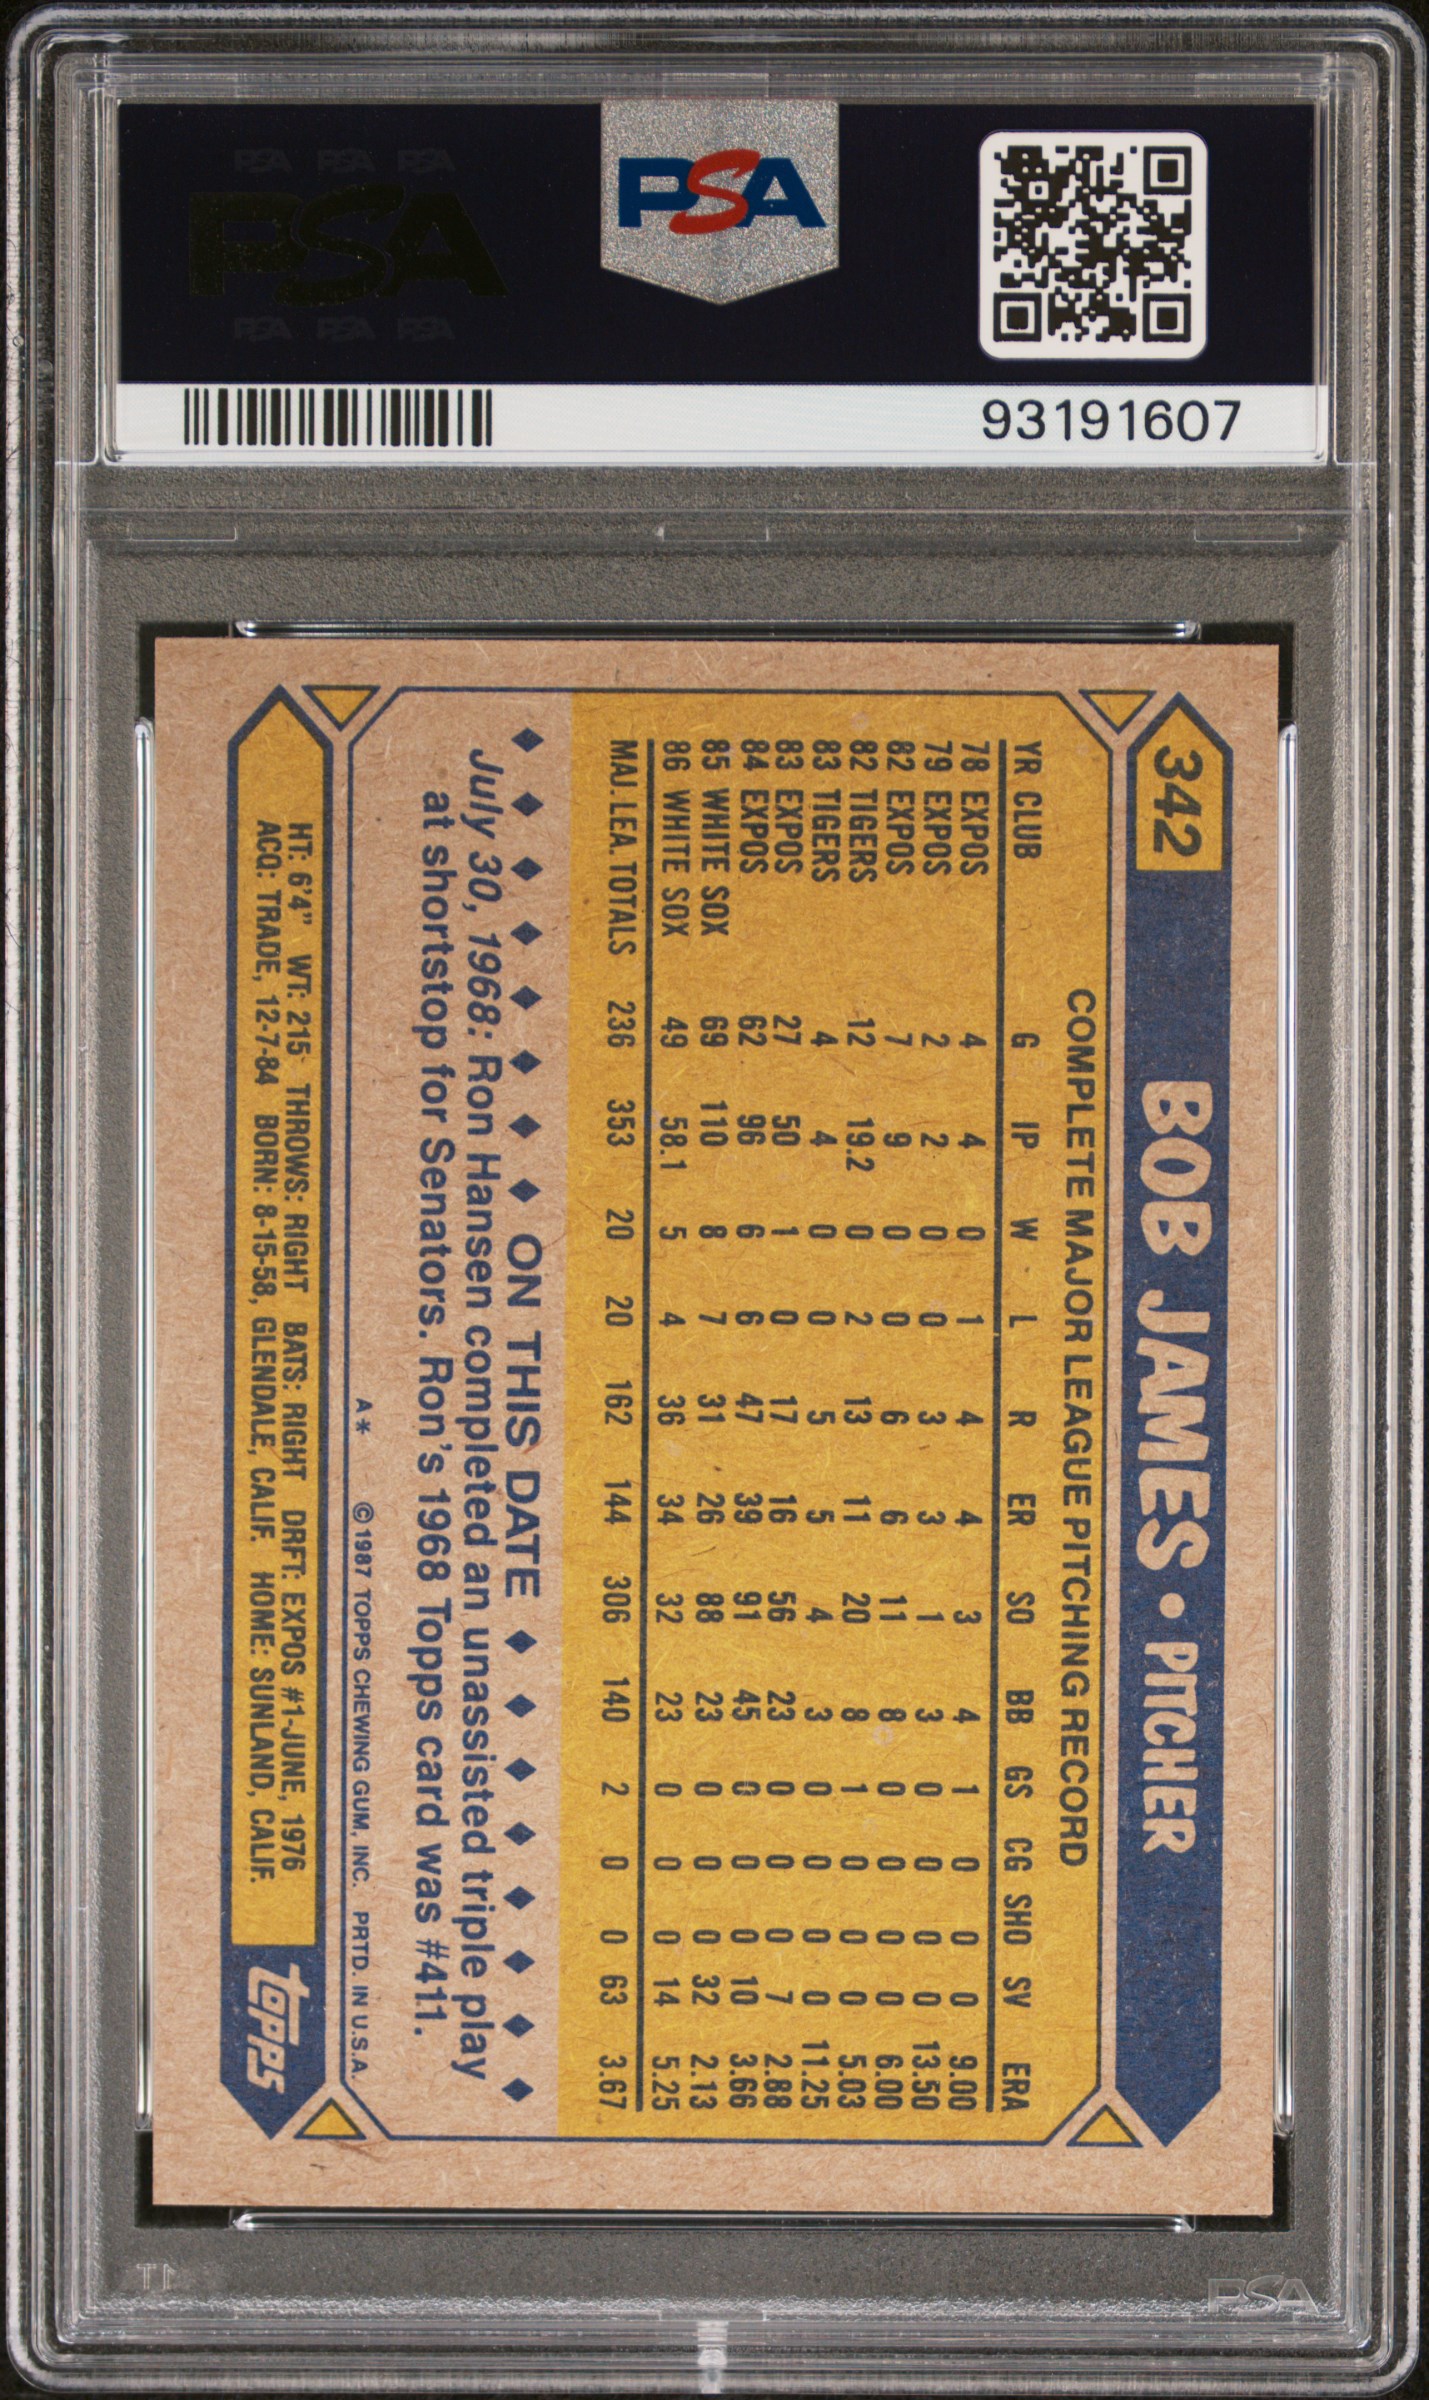 PSA PSA PSA
PSA
PSA PSA PSA
PSA
93191607
342 BOB JAMES • PITCHER
COMPLETE MAJOR LEAGUE PITCHING RECORD
YR CLUB G IP W L R ER SO BB GS CG SHO SV ERA
78 EXPOS 4 4 0 1 4 4 3 4 1 0 0 0 9.00
79 EXPOS 2 2 0 0 3 3 1 3 0 0 0 0 13.50
82 EXPOS 7 9 0 0 6 6 11 8 0 0 0 0 6.00
82 TIGERS 12 19.2 0 2 13 11 20 8 1 0 0 0 5.03
83 TIGERS 4 4 0 0 5 5 4 3 0 0 0 0 11.25
83 EXPOS 27 50 1 0 17 16 56 23 0 0 0 7 2.88
84 EXPOS 62 96 6 6 47 39 91 45 0 0 0 10 3.66
85 WHITE SOX 69 110 8 7 31 26 88 23 0 0 0 32 2.13
86 WHITE SOX 49 58.1 5 4 36 34 32 23 0 0 0 14 5.25
MAJ. LEA. TOTALS 236 353 20 20 162 144 306 140 2 0 0 63 3.67
ON THIS DATE
July 30, 1968: Ron Hansen completed an unassisted triple play
at shortstop for Senators. Ron's 1968 Topps card was #411.
A* © 1987 TOPPS CHEWING GUM, INC. PRTD. IN U.S.A.
HT: 6'4" WT: 215 THROWS: RIGHT BATS: RIGHT DRFT: EXPOS #1-JUNE, 1976
ACQ: TRADE, 12-7-84 BORN: 8-15-58, GLENDALE, CALIF. HOME: SUNLAND, CALIF.
topps
PSA